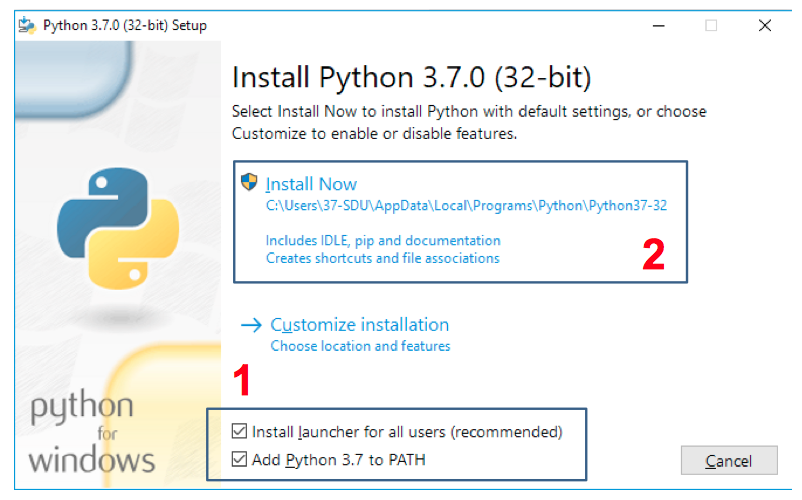 Python 3.7.0 (32-bit) Setup
Install Python 3.7.0 (32-bit)
Select Install Now to install Python with default settings, or choose
Customize to enable or disable features.
Install Now
C:\Users\37-SDU\AppData\Local\Programs\Python\Python37-32
Includes IDLE, pip and documentation
Creates shortcuts and file associations
2
Customize installation
Choose location and features
1
Install launcher for all users (recommended)
Add Python 3.7 to PATH
Cancel
python
for
windows